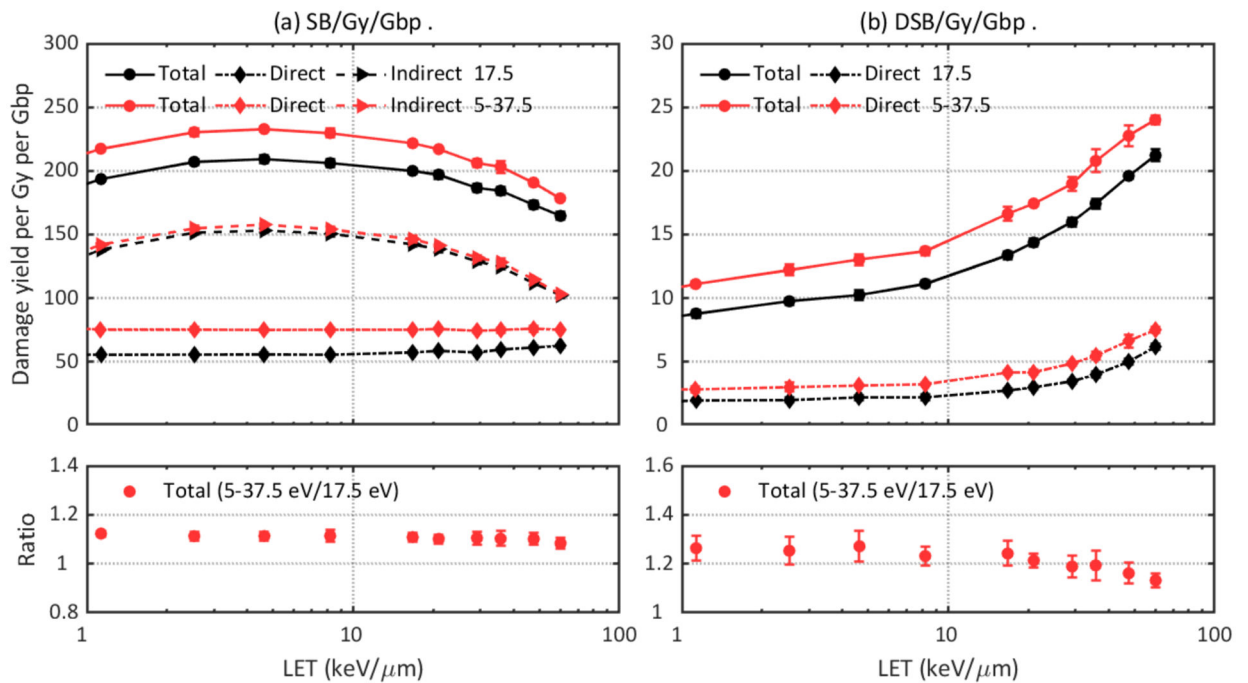 (a) SB/Gy/Gbp .
300
250
200
150
100
50
0
Damage yield per Gy per Gbp
Total Direct Indirect 17.5
Total Direct Indirect 5-37.5
(b) DSB/Gy/Gbp .
30
25
20
15
10
5
0
Total Direct 17.5
Total Direct 5-37.5
1.4
1.2
1
0.8
Ratio
Total (5-37.5 eV/17.5 eV)
1 10 100
LET (keV/μm)
1.6
1.4
1.2
1
Total (5-37.5 eV/17.5 eV)
1 10 100
LET (keV/μm)